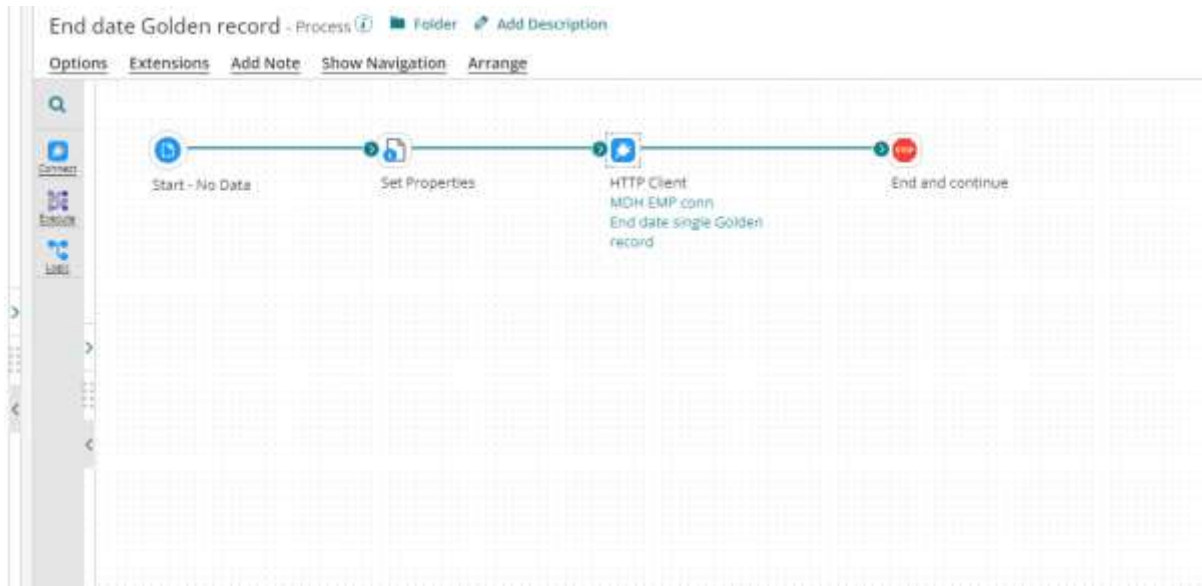 End date Golden record - Process Folder Add Description
Options Extensions Add Note Show Navigation Arrange
Connect
Execute
Logic
Start - No Data
Set Properties
HTTP Client
MDH EMP conn
End date single Golden
record
STOP
End and continue